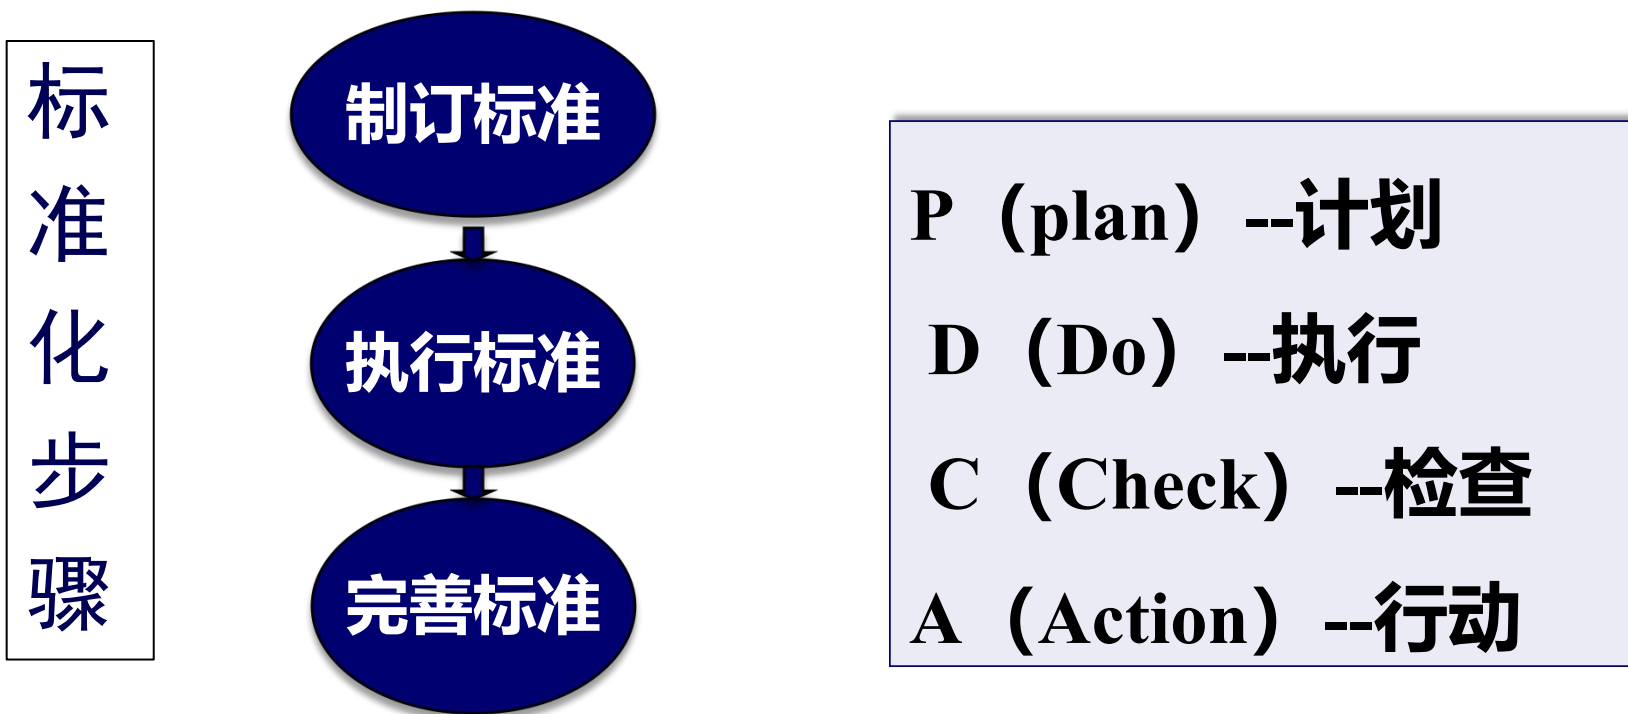 标准化步骤
制订标准
执行标准
完善标准
P（plan）--计划
D（Do）--执行
C（Check）--检查
A（Action）--行动